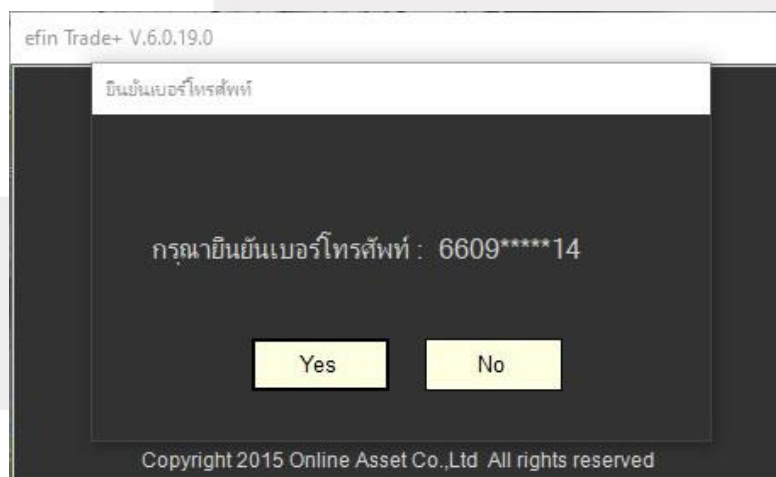 efin Trade+ V.6.0.19.0
ยืนยันเบอร์โทรศัพท์
กรุณายืนยันเบอร์โทรศัพท์ : 6609*****14
Yes No
Copyright 2015 Online Asset Co.,Ltd All rights reserved